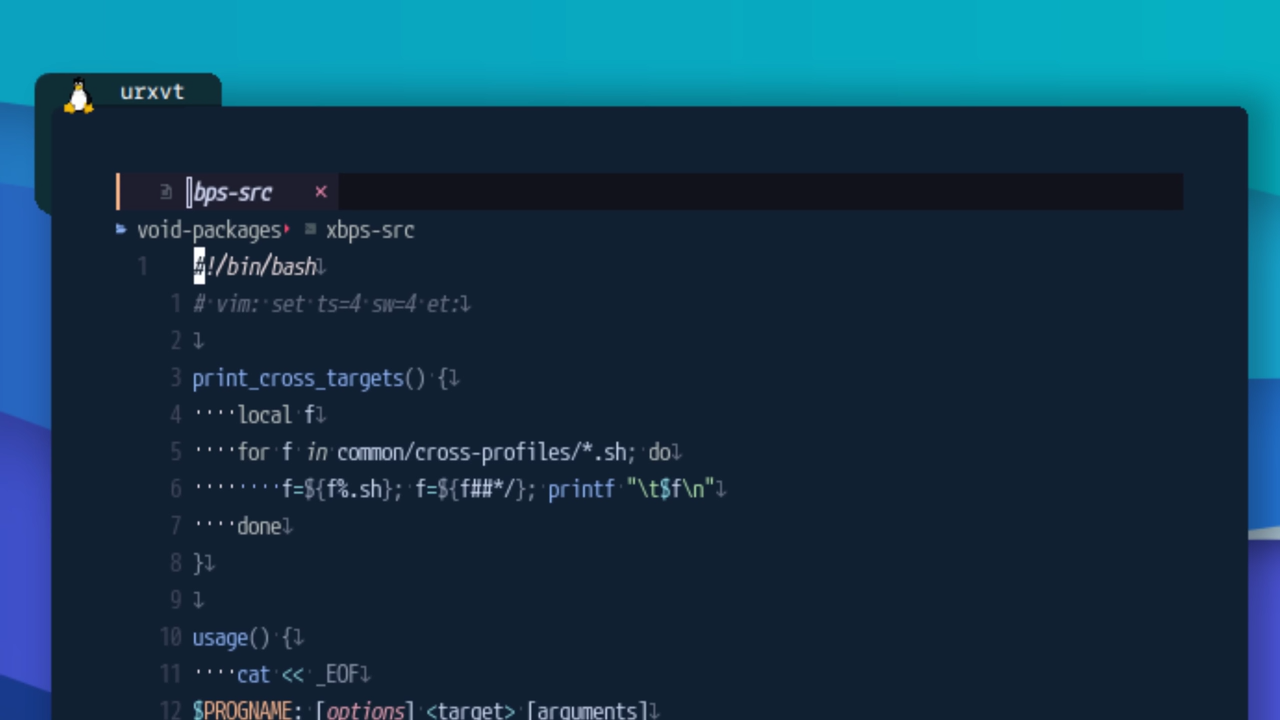 urxvt
bps-src ×
void-packages xbps-src
1 #!/bin/bash
1 # vim: set ts=4 sw=4 et:
2
3 print_cross_targets() {
4 ····local f
5 ····for f in common/cross-profiles/*.sh; do
6 ········f=${f%.sh}; f=${f##*/}; printf "\t$f\n"
7 ····done
8 }
9
10 usage() {
11 ····cat << _EOF
12 $PROGNAME: [options] <target> [arguments]